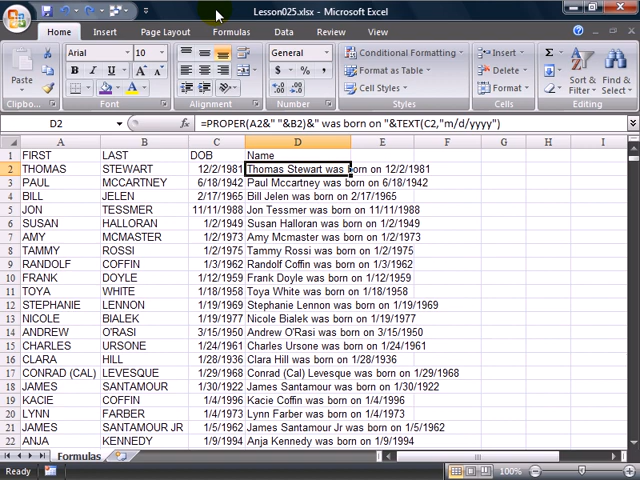 Lesson025.xlsx - Microsoft Excel
Home Insert Page Layout Formulas Data Review View
Paste
Arial 10
B I U A A
General
$ % ,
.0 .00 .00 .0
Conditional Formatting
Format as Table
Cell Styles
Insert
Delete
Format
Σ
Sort & Filter
Find & Select
Clipbo... Font Alignment Number Styles Cells Editing
D2 fx =PROPER(A2&" "&B2)&" was born on "&TEXT(C2,"m/d/yyyy")
A B C D E F G H I
1 FIRST LAST DOB Name
2 THOMAS STEWART 12/2/1981 Thomas Stewart was born on 12/2/1981
3 PAUL MCCARTNEY 6/18/1942 Paul Mccartney was born on 6/18/1942
4 BILL JELEN 2/17/1965 Bill Jelen was born on 2/17/1965
5 JON TESSMER 11/11/1988 Jon Tessmer was born on 11/11/1988
6 SUSAN HALLORAN 1/2/1949 Susan Halloran was born on 1/2/1949
7 AMY MCMASTER 1/2/1973 Amy Mcmaster was born on 1/2/1973
8 TAMMY ROSSI 1/2/1975 Tammy Rossi was born on 1/2/1975
9 RANDOLF COFFIN 1/3/1962 Randolf Coffin was born on 1/3/1962
10 FRANK DOYLE 1/12/1959 Frank Doyle was born on 1/12/1959
11 TOYA WHITE 1/18/1958 Toya White was born on 1/18/1958
12 STEPHANIE LENNON 1/19/1969 Stephanie Lennon was born on 1/19/1969
13 NICOLE BIALEK 1/19/1977 Nicole Bialek was born on 1/19/1977
14 ANDREW O'RASI 3/15/1950 Andrew O'Rasi was born on 3/15/1950
15 CHARLES URSONE 1/24/1961 Charles Ursone was born on 1/24/1961
16 CLARA HILL 1/28/1936 Clara Hill was born on 1/28/1936
17 CONRAD (CAL) LEVESQUE 1/29/1968 Conrad (Cal) Levesque was born on 1/29/1968
18 JAMES SANTAMOUR 1/30/1922 James Santamour was born on 1/30/1922
19 KACIE COFFIN 1/4/1996 Kacie Coffin was born on 1/4/1996
20 LYNN FARBER 1/4/1973 Lynn Farber was born on 1/4/1973
21 JAMES SANTAMOUR JR 1/5/1962 James Santamour Jr was born on 1/5/1962
22 ANJA KENNEDY 1/9/1994 Anja Kennedy was born on 1/9/1994
Formulas
Ready 100%